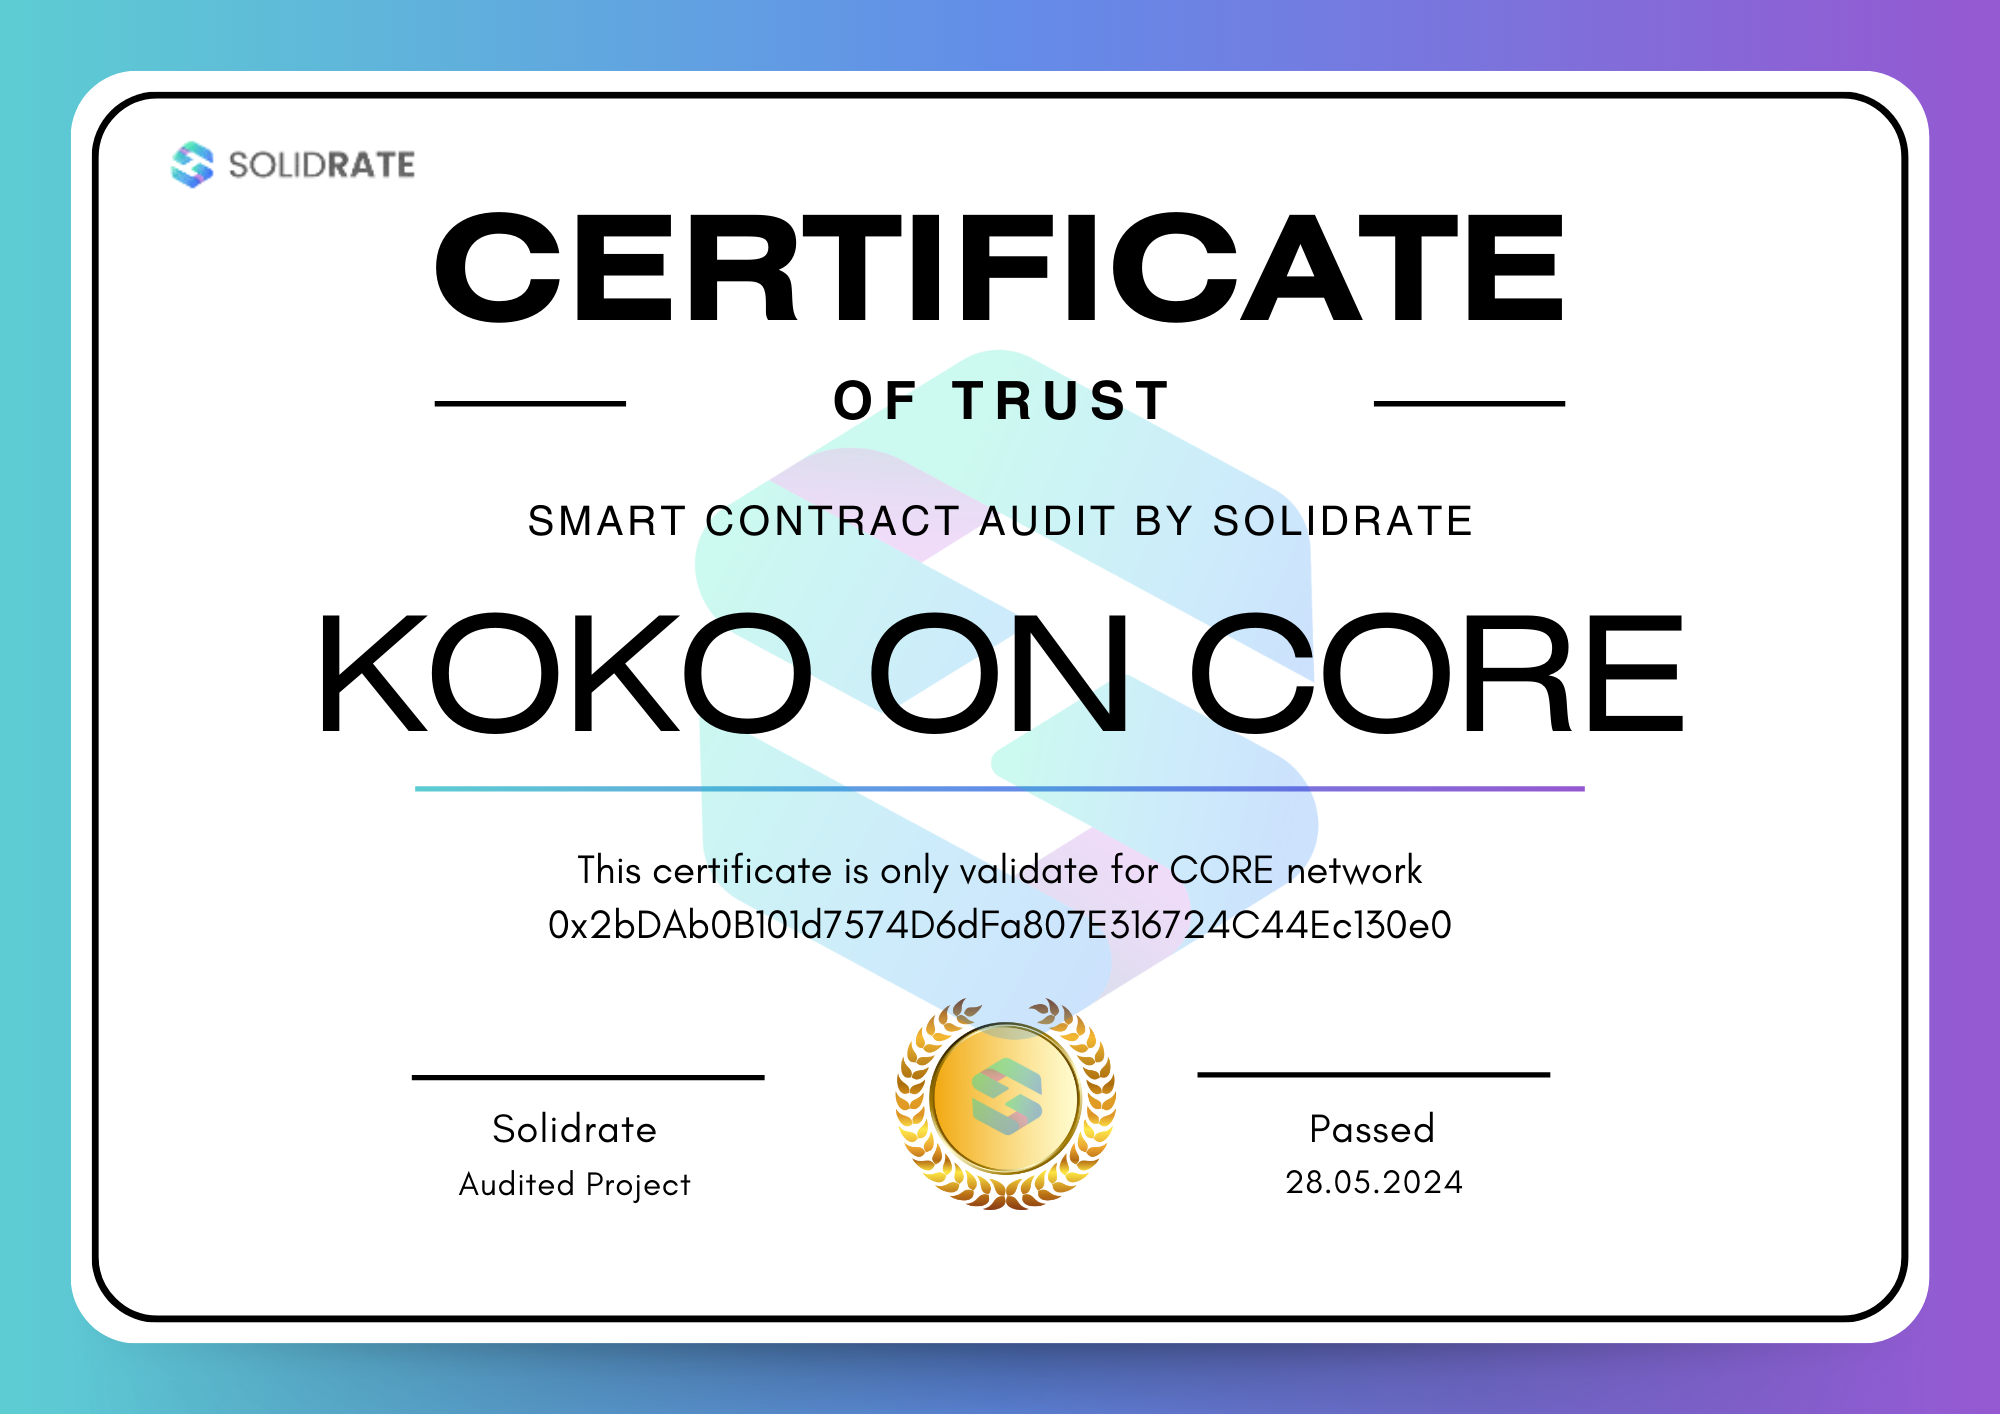 SOLIDRATE
CERTIFICATE
OF TRUST
SMART CONTRACT AUDIT BY SOLIDRATE
KOKO ON CORE
This certificate is only validate for CORE network
0x2bDAb0B101d7574D6dFa807E316724C44Ec130e0
Solidrate
Audited Project
Passed
28.05.2024